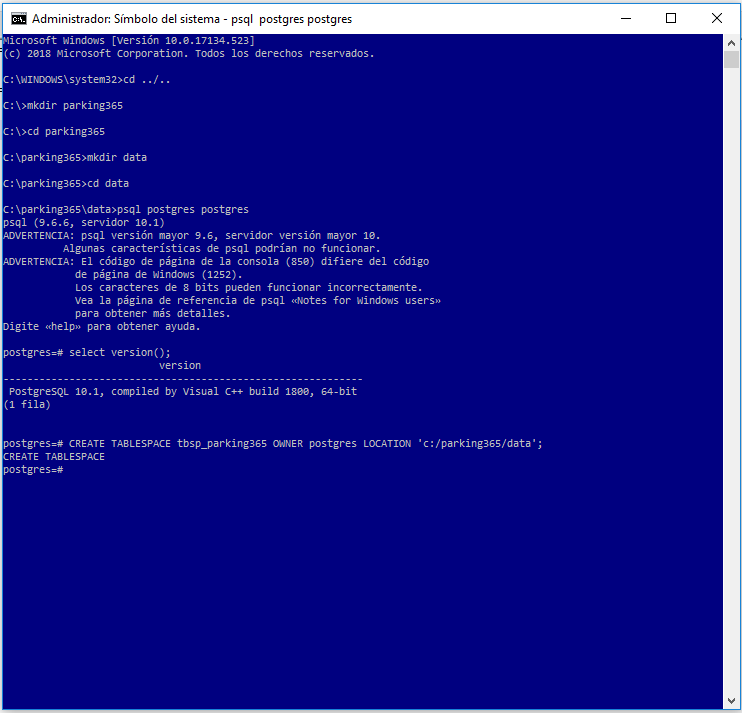 Administrador: Símbolo del sistema - psql  postgres postgres
Microsoft Windows [Versión 10.0.17134.523]
(c) 2018 Microsoft Corporation. Todos los derechos reservados.
C:\WINDOWS\system32>cd ../..
C:\>mkdir parking365
C:\>cd parking365
C:\parking365>mkdir data
C:\parking365>cd data
C:\parking365\data>psql postgres postgres
psql (9.6.6, servidor 10.1)
ADVERTENCIA: psql versión mayor 9.6, servidor versión mayor 10.
Algunas características de psql podrían no funcionar.
ADVERTENCIA: El código de página de la consola (850) difiere del código
de página de Windows (1252).
Los caracteres de 8 bits pueden funcionar incorrectamente.
Vea la página de referencia de psql «Notes for Windows users»
para obtener más detalles.
Digite «help» para obtener ayuda.
postgres=# select version();
version
------------------------------------------------------------
PostgreSQL 10.1, compiled by Visual C++ build 1800, 64-bit
(1 fila)
postgres=# CREATE TABLESPACE tbsp_parking365 OWNER postgres LOCATION 'c:/parking365/data';
CREATE TABLESPACE
postgres=#